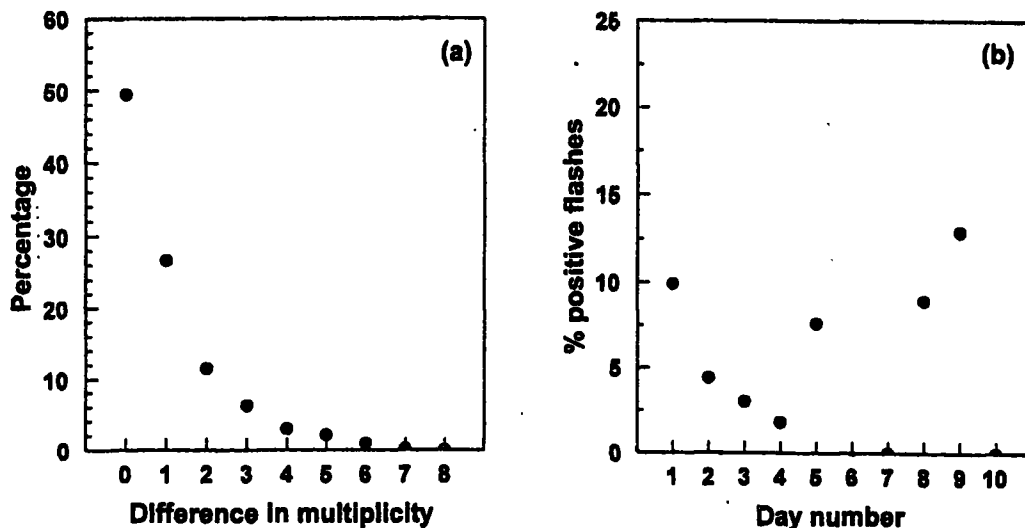 (a)
60
50
40
30
20
10
0
Percentage
0 1 2 3 4 5 6 7 8
Difference in multiplicity
(b)
25
20
15
10
5
0
% positive flashes
1 2 3 4 5 6 7 8 9 10
Day number